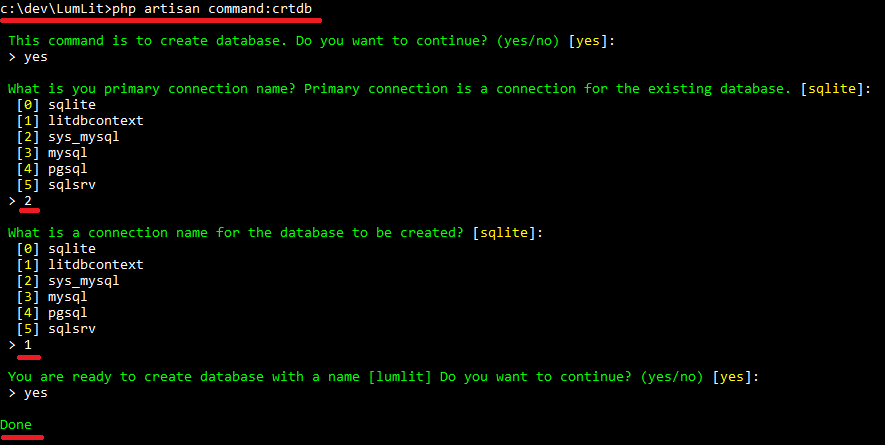 c:\dev\LumLit>php artisan command:crtdb
This command is to create database. Do you want to continue? (yes/no) [yes]:
> yes
What is you primary connection name? Primary connection is a connection for the existing database. [sqlite]:
[0] sqlite
[1] litdbcontext
[2] sys_mysql
[3] mysql
[4] pgsql
[5] sqlsrv
> 2
What is a connection name for the database to be created? [sqlite]:
[0] sqlite
[1] litdbcontext
[2] sys_mysql
[3] mysql
[4] pgsql
[5] sqlsrv
> 1
You are ready to create database with a name [lumlit] Do you want to continue? (yes/no) [yes]:
> yes
Done